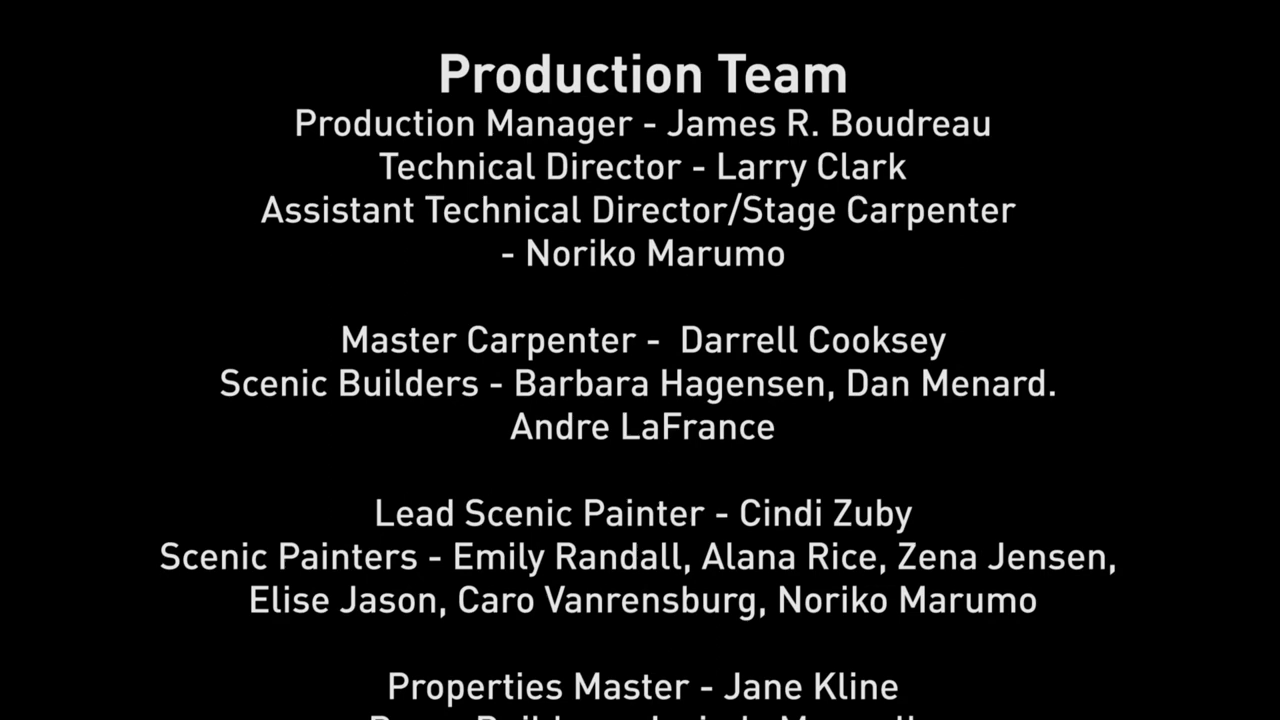 Production Team
Production Manager - James R. Boudreau
Technical Director - Larry Clark
Assistant Technical Director/Stage Carpenter
- Noriko Marumo
Master Carpenter -  Darrell Cooksey
Scenic Builders - Barbara Hagensen, Dan Menard.
Andre LaFrance
Lead Scenic Painter - Cindi Zuby
Scenic Painters - Emily Randall, Alana Rice, Zena Jensen,
Elise Jason, Caro Vanrensburg, Noriko Marumo
Properties Master - Jane Kline